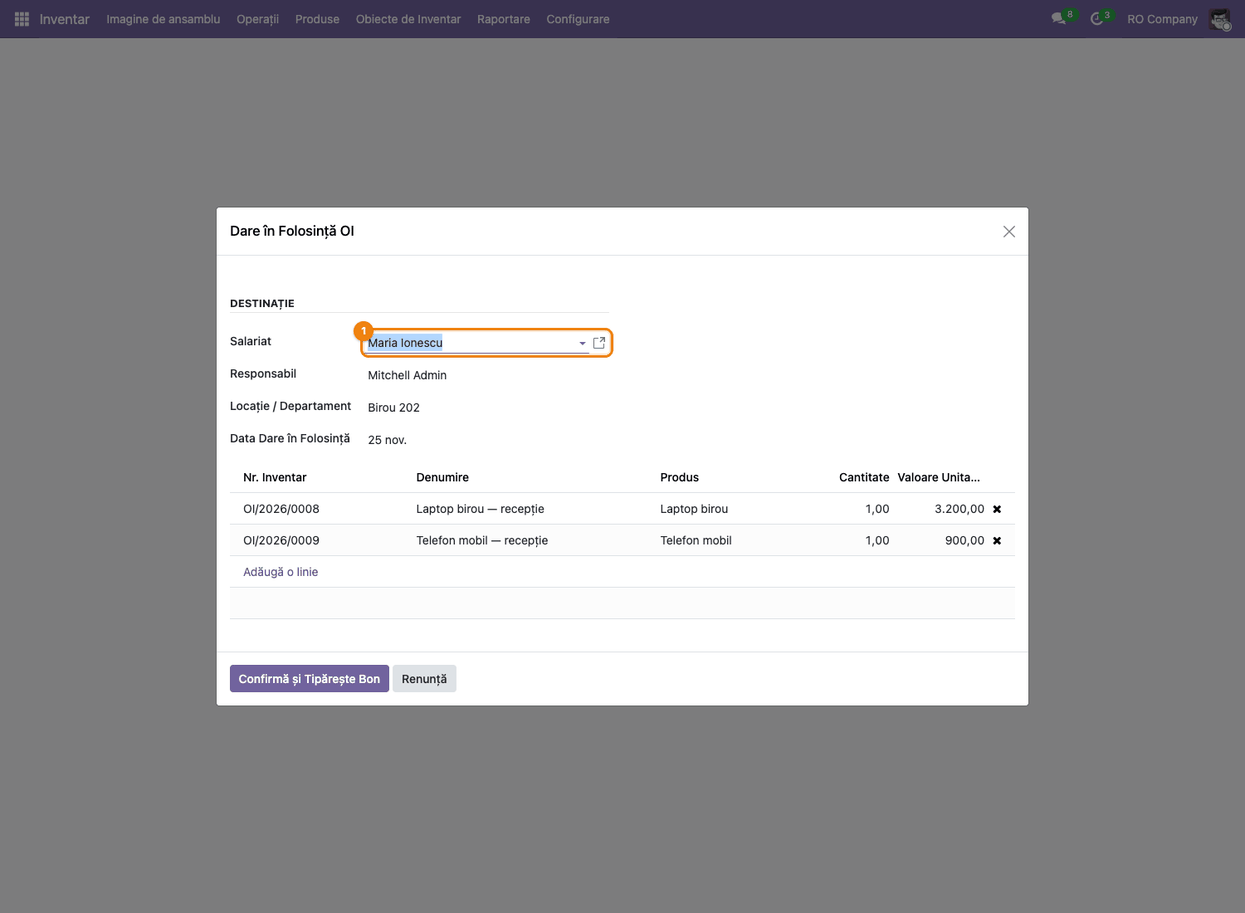 Inventar Imagine de ansamblu Operații Produse Obiecte de Inventar Raportare Configurare 8 3 RO Company
Dare în Folosință OI
DESTINAȚIE
1
Salariat Maria Ionescu
Responsabil Mitchell Admin
Locație / Departament Birou 202
Data Dare în Folosință 25 nov.
Nr. Inventar Denumire Produs Cantitate Valoare Unita...
OI/2026/0008 Laptop birou — recepție Laptop birou 1,00 3.200,00
OI/2026/0009 Telefon mobil — recepție Telefon mobil 1,00 900,00
Adăugă o linie
Confirmă și Tipărește Bon Renunță